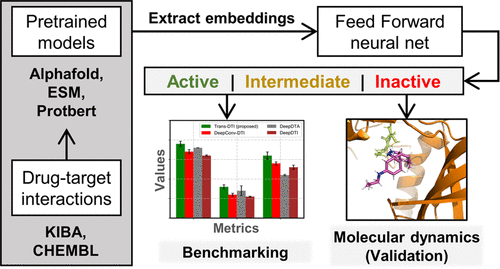 Pretrained
models
Alphafold,
ESM,
Protbert
Drug-target
interactions
KIBA,
CHEMBL
Extract embeddings
Feed Forward
neural net
Active | Intermediate | Inactive
Trans-DTI (proposed)
DeepConv-DTI
DeepDTA
DeepDTI
Values
Metrics
Benchmarking
Molecular dynamics
(Validation)